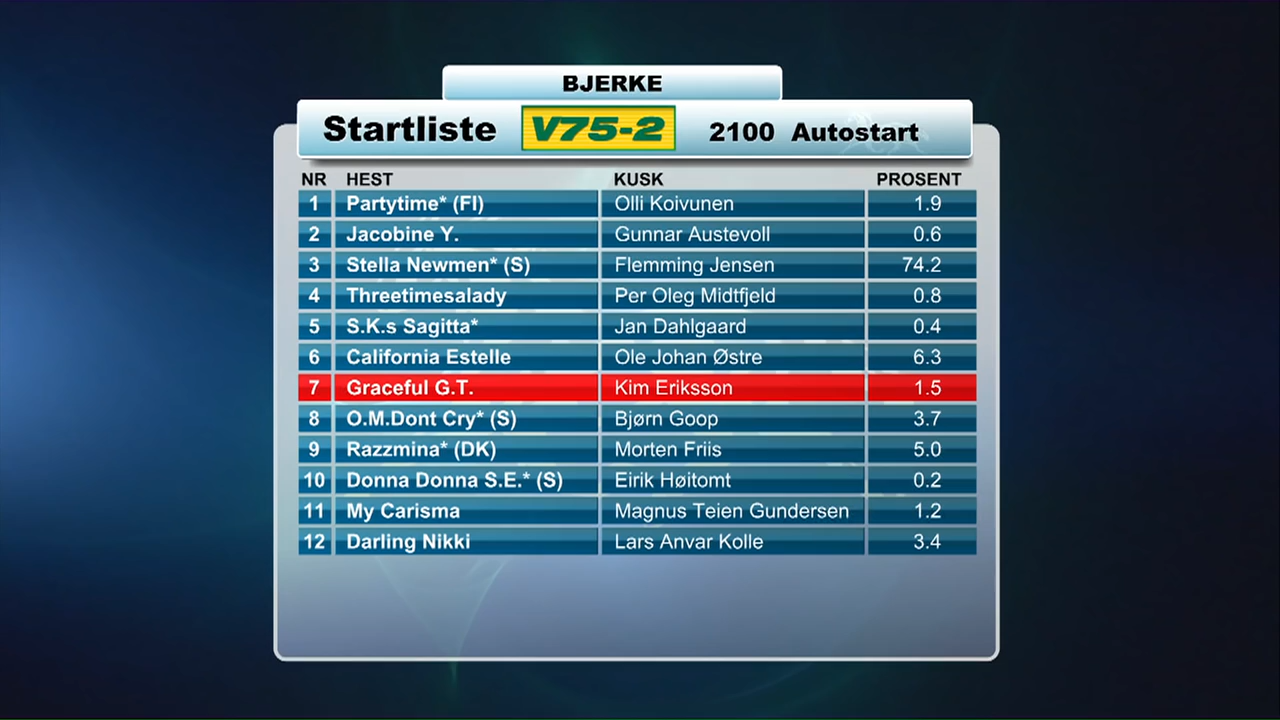 BJERKE
Startliste V75-2 2100 Autostart
NR HEST KUSK PROSENT
1 Partytime* (FI) Olli Koivunen 1.9
2 Jacobine Y. Gunnar Austevoll 0.6
3 Stella Newmen* (S) Flemming Jensen 74.2
4 Threetimesalady Per Oleg Midtfjeld 0.8
5 S.K.s Sagitta* Jan Dahlgaard 0.4
6 California Estelle Ole Johan Østre 6.3
7 Graceful G.T. Kim Eriksson 1.5
8 O.M.Dont Cry* (S) Bjørn Goop 3.7
9 Razzmina* (DK) Morten Friis 5.0
10 Donna Donna S.E.* (S) Eirik Høitomt 0.2
11 My Carisma Magnus Teien Gundersen 1.2
12 Darling Nikki Lars Anvar Kolle 3.4